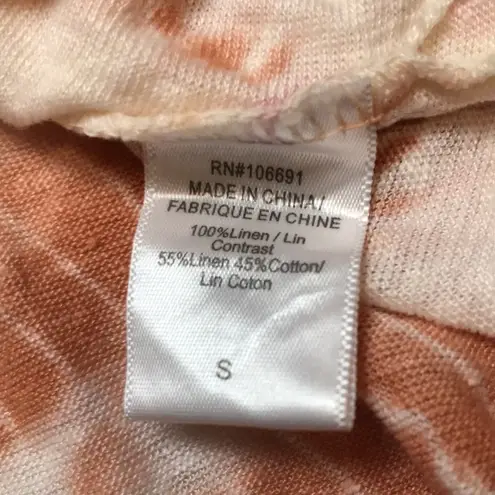 RN#106691
MADE IN CHINA/
FABRIQUE EN CHINE
100%Linen / Lin
Contrast
55%Linen 45%Cotton/
Lin Coton
S